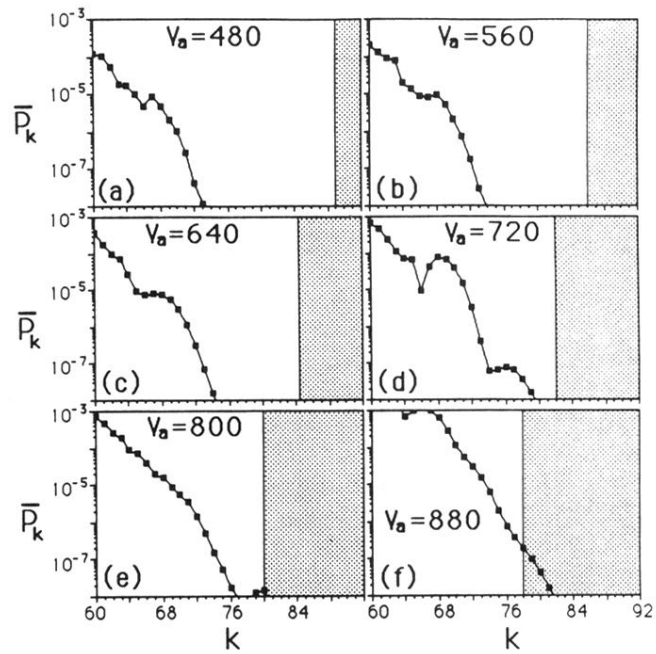 10⁻³
V_a=480
V_a=560
10⁻⁵
P̄_k
10⁻⁷
(a)
(b)
10⁻³
V_a=640
V_a=720
10⁻⁵
P̄_k
10⁻⁷
(c)
(d)
10⁻³
V_a=800
10⁻⁵
P̄_k
V_a=880
10⁻⁷
(e)
(f)
60 68 76 84 60 68 76 84 92
k k